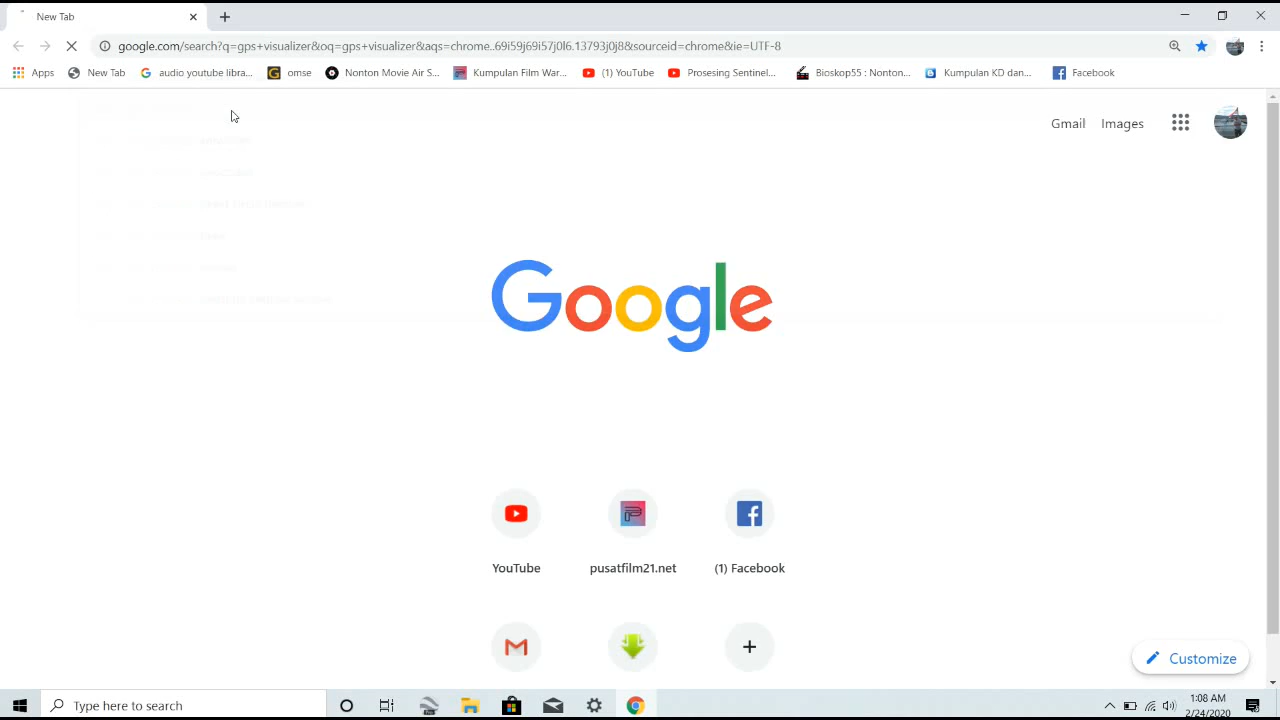 New Tab
google.com/search?q=gps+visualizer&oq=gps+visualizer&aqs=chrome..69i59j69i57j0l6.13793j0j8&sourceid=chrome&ie=UTF-8
Apps New Tab audio youtube libra... omse Nonton Movie Air S... Kumpulan Film War... (1) YouTube Prosesing Sentinel... Bioskop55 : Nonton... Kumpulan KD dan... Facebook
Gmail Images
Google
YouTube pusatfilm21.net (1) Facebook
Customize
Type here to search
1:08 AM
2/24/2020